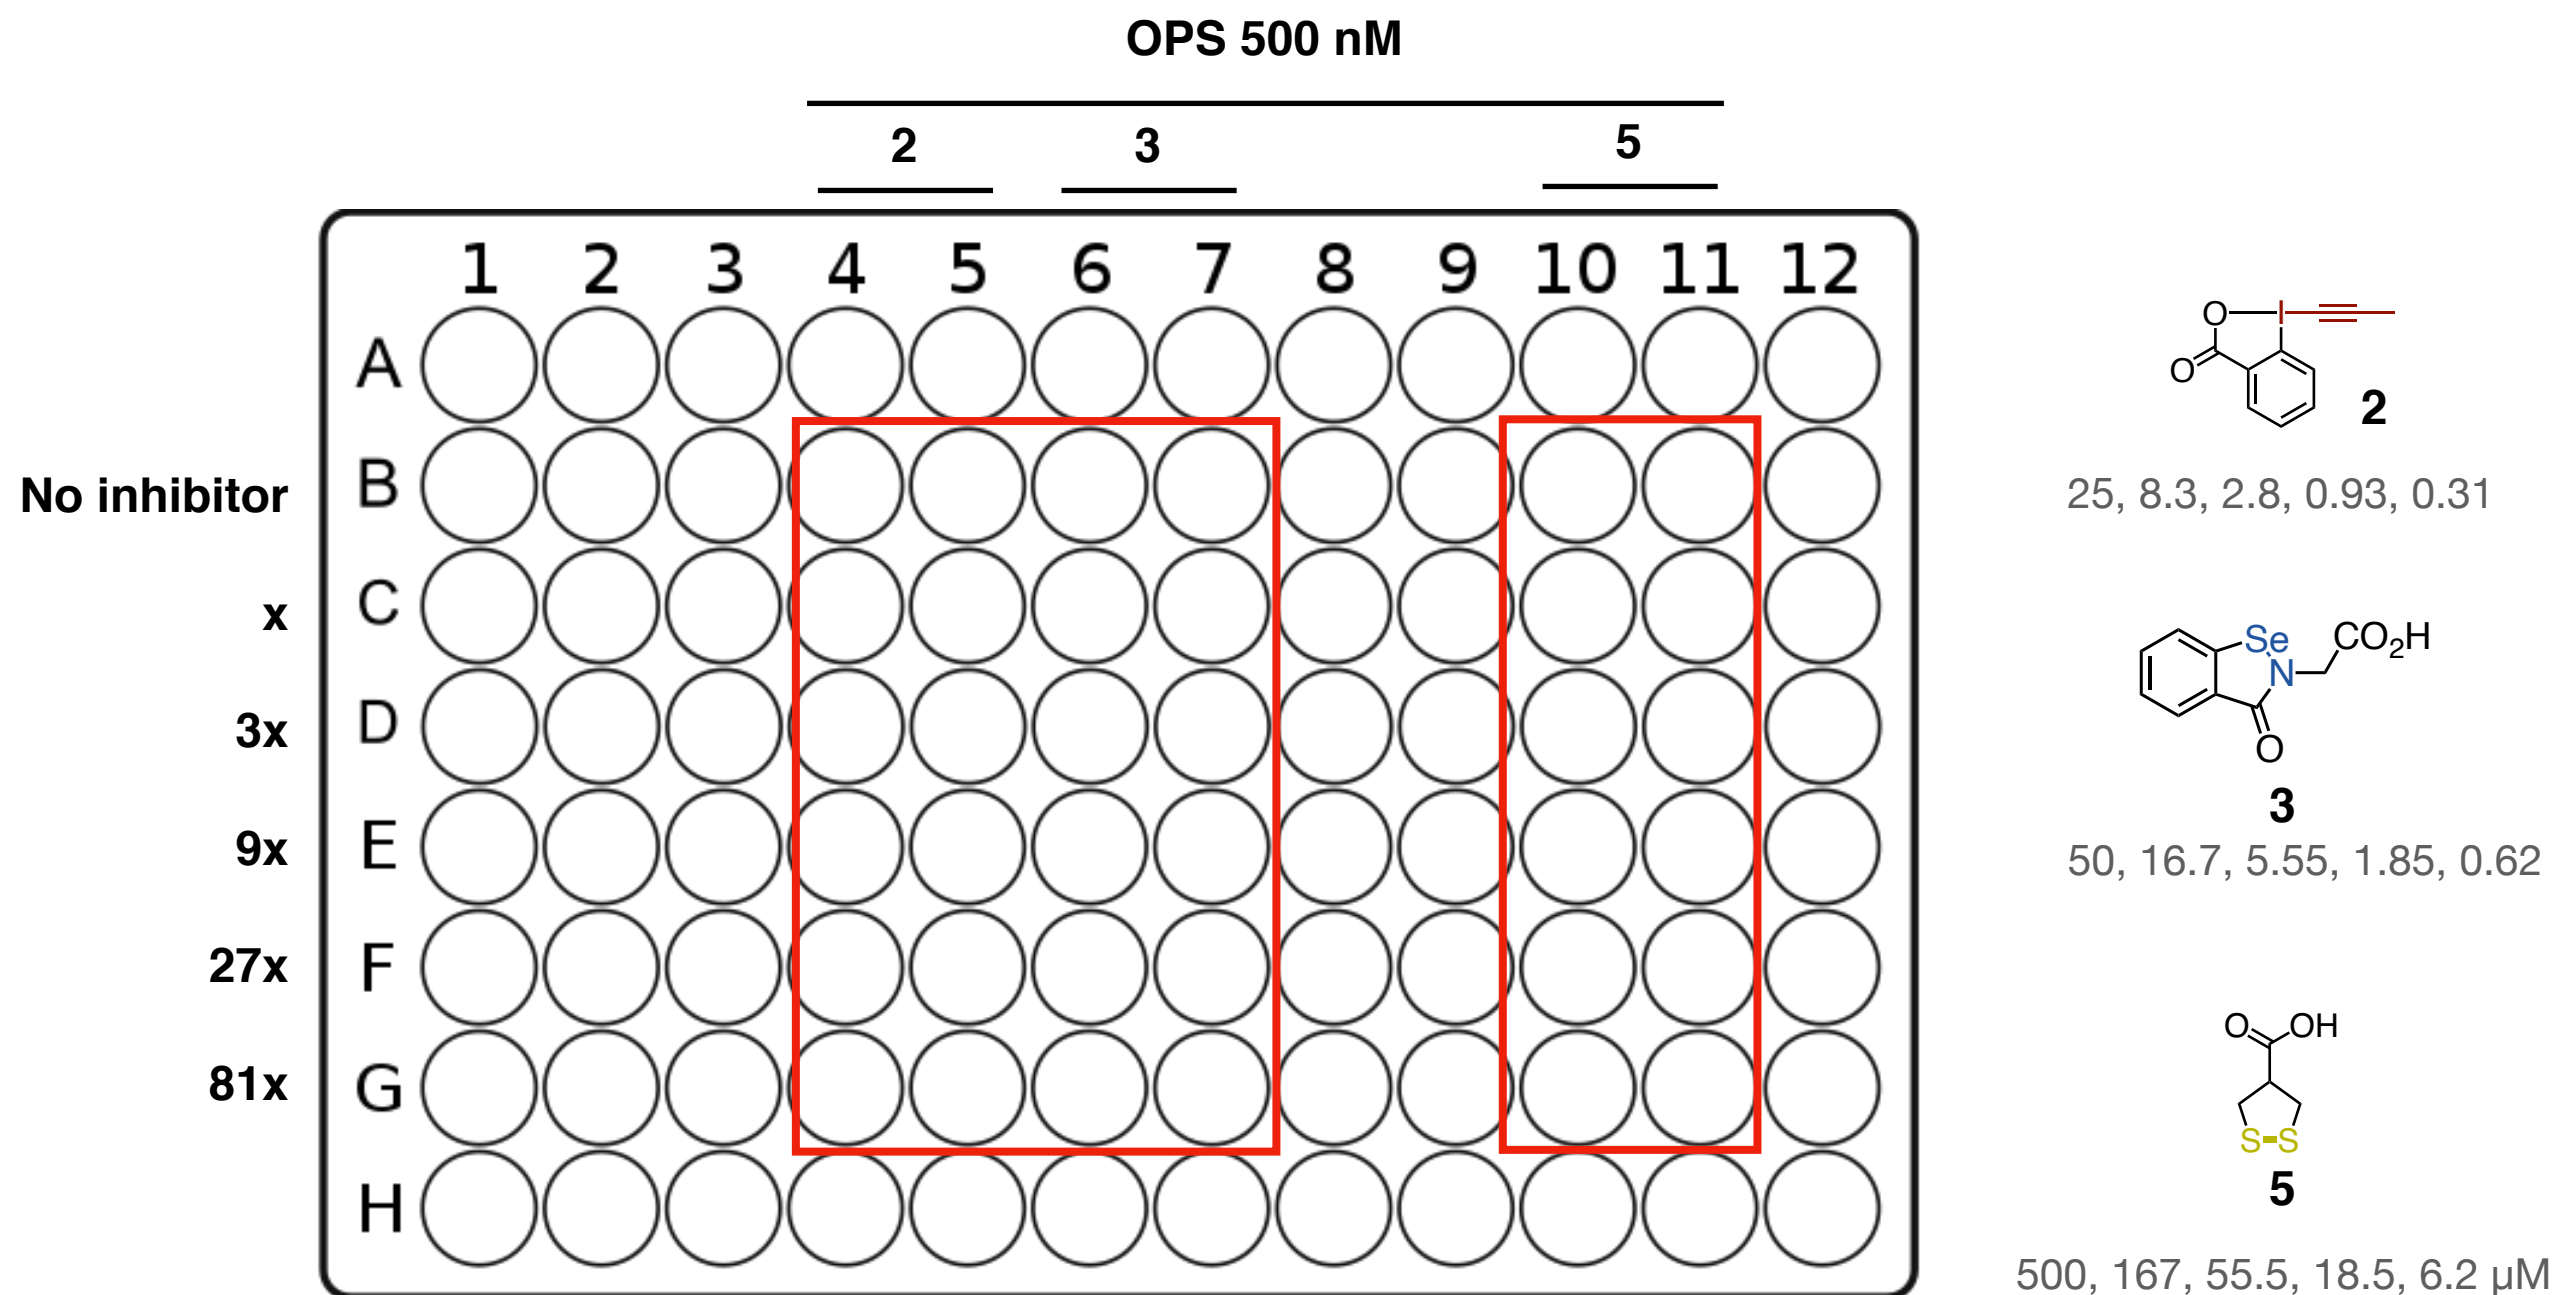 OPS 500 nM
2 3 5
1 2 3 4 5 6 7 8 9 10 11 12
A
No inhibitor B
x C
3x D
9x E
27x F
81x G
H
O I
O
2
25, 8.3, 2.8, 0.93, 0.31
Se CO2H
N
O
3
50, 16.7, 5.55, 1.85, 0.62
O OH
S S
5
500, 167, 55.5, 18.5, 6.2 µM